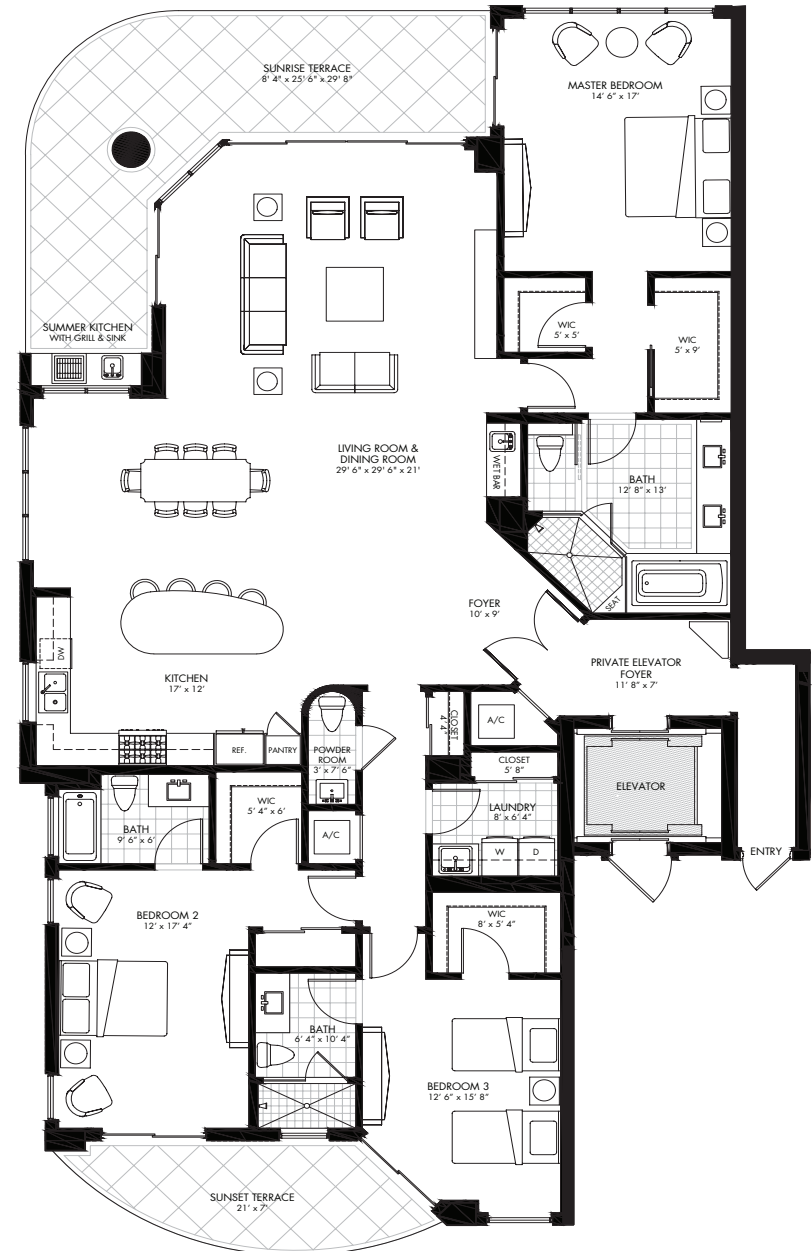 SUNRISE TERRACE
8' 4" x 25' 6" x 29' 8"
MASTER BEDROOM
14' 6" x 17'
SUMMER KITCHEN
WITH GRILL & SINK
WIC
5' x 5'
WIC
5' x 9'
LIVING ROOM &
DINING ROOM
29' 6" x 29' 6" x 21'
WET BAR
BATH
12' 8" x 13'
SEAT
FOYER
10' x 9'
DW
KITCHEN
17' x 12'
PRIVATE ELEVATOR
FOYER
11' 8" x 7'
REF.
PANTRY
POWDER
ROOM
3' x 7' 6"
CLOSET
4' 4"
A/C
CLOSET
5' 8"
ELEVATOR
BATH
9' 6" x 6'
WIC
5' 4" x 6'
A/C
LAUNDRY
8' x 6' 4"
W
D
ENTRY
BEDROOM 2
12' x 17' 4"
WIC
8' x 5' 4"
BATH
6' 4" x 10' 4"
BEDROOM 3
12' 6" x 15' 8"
SUNSET TERRACE
21' x 7'